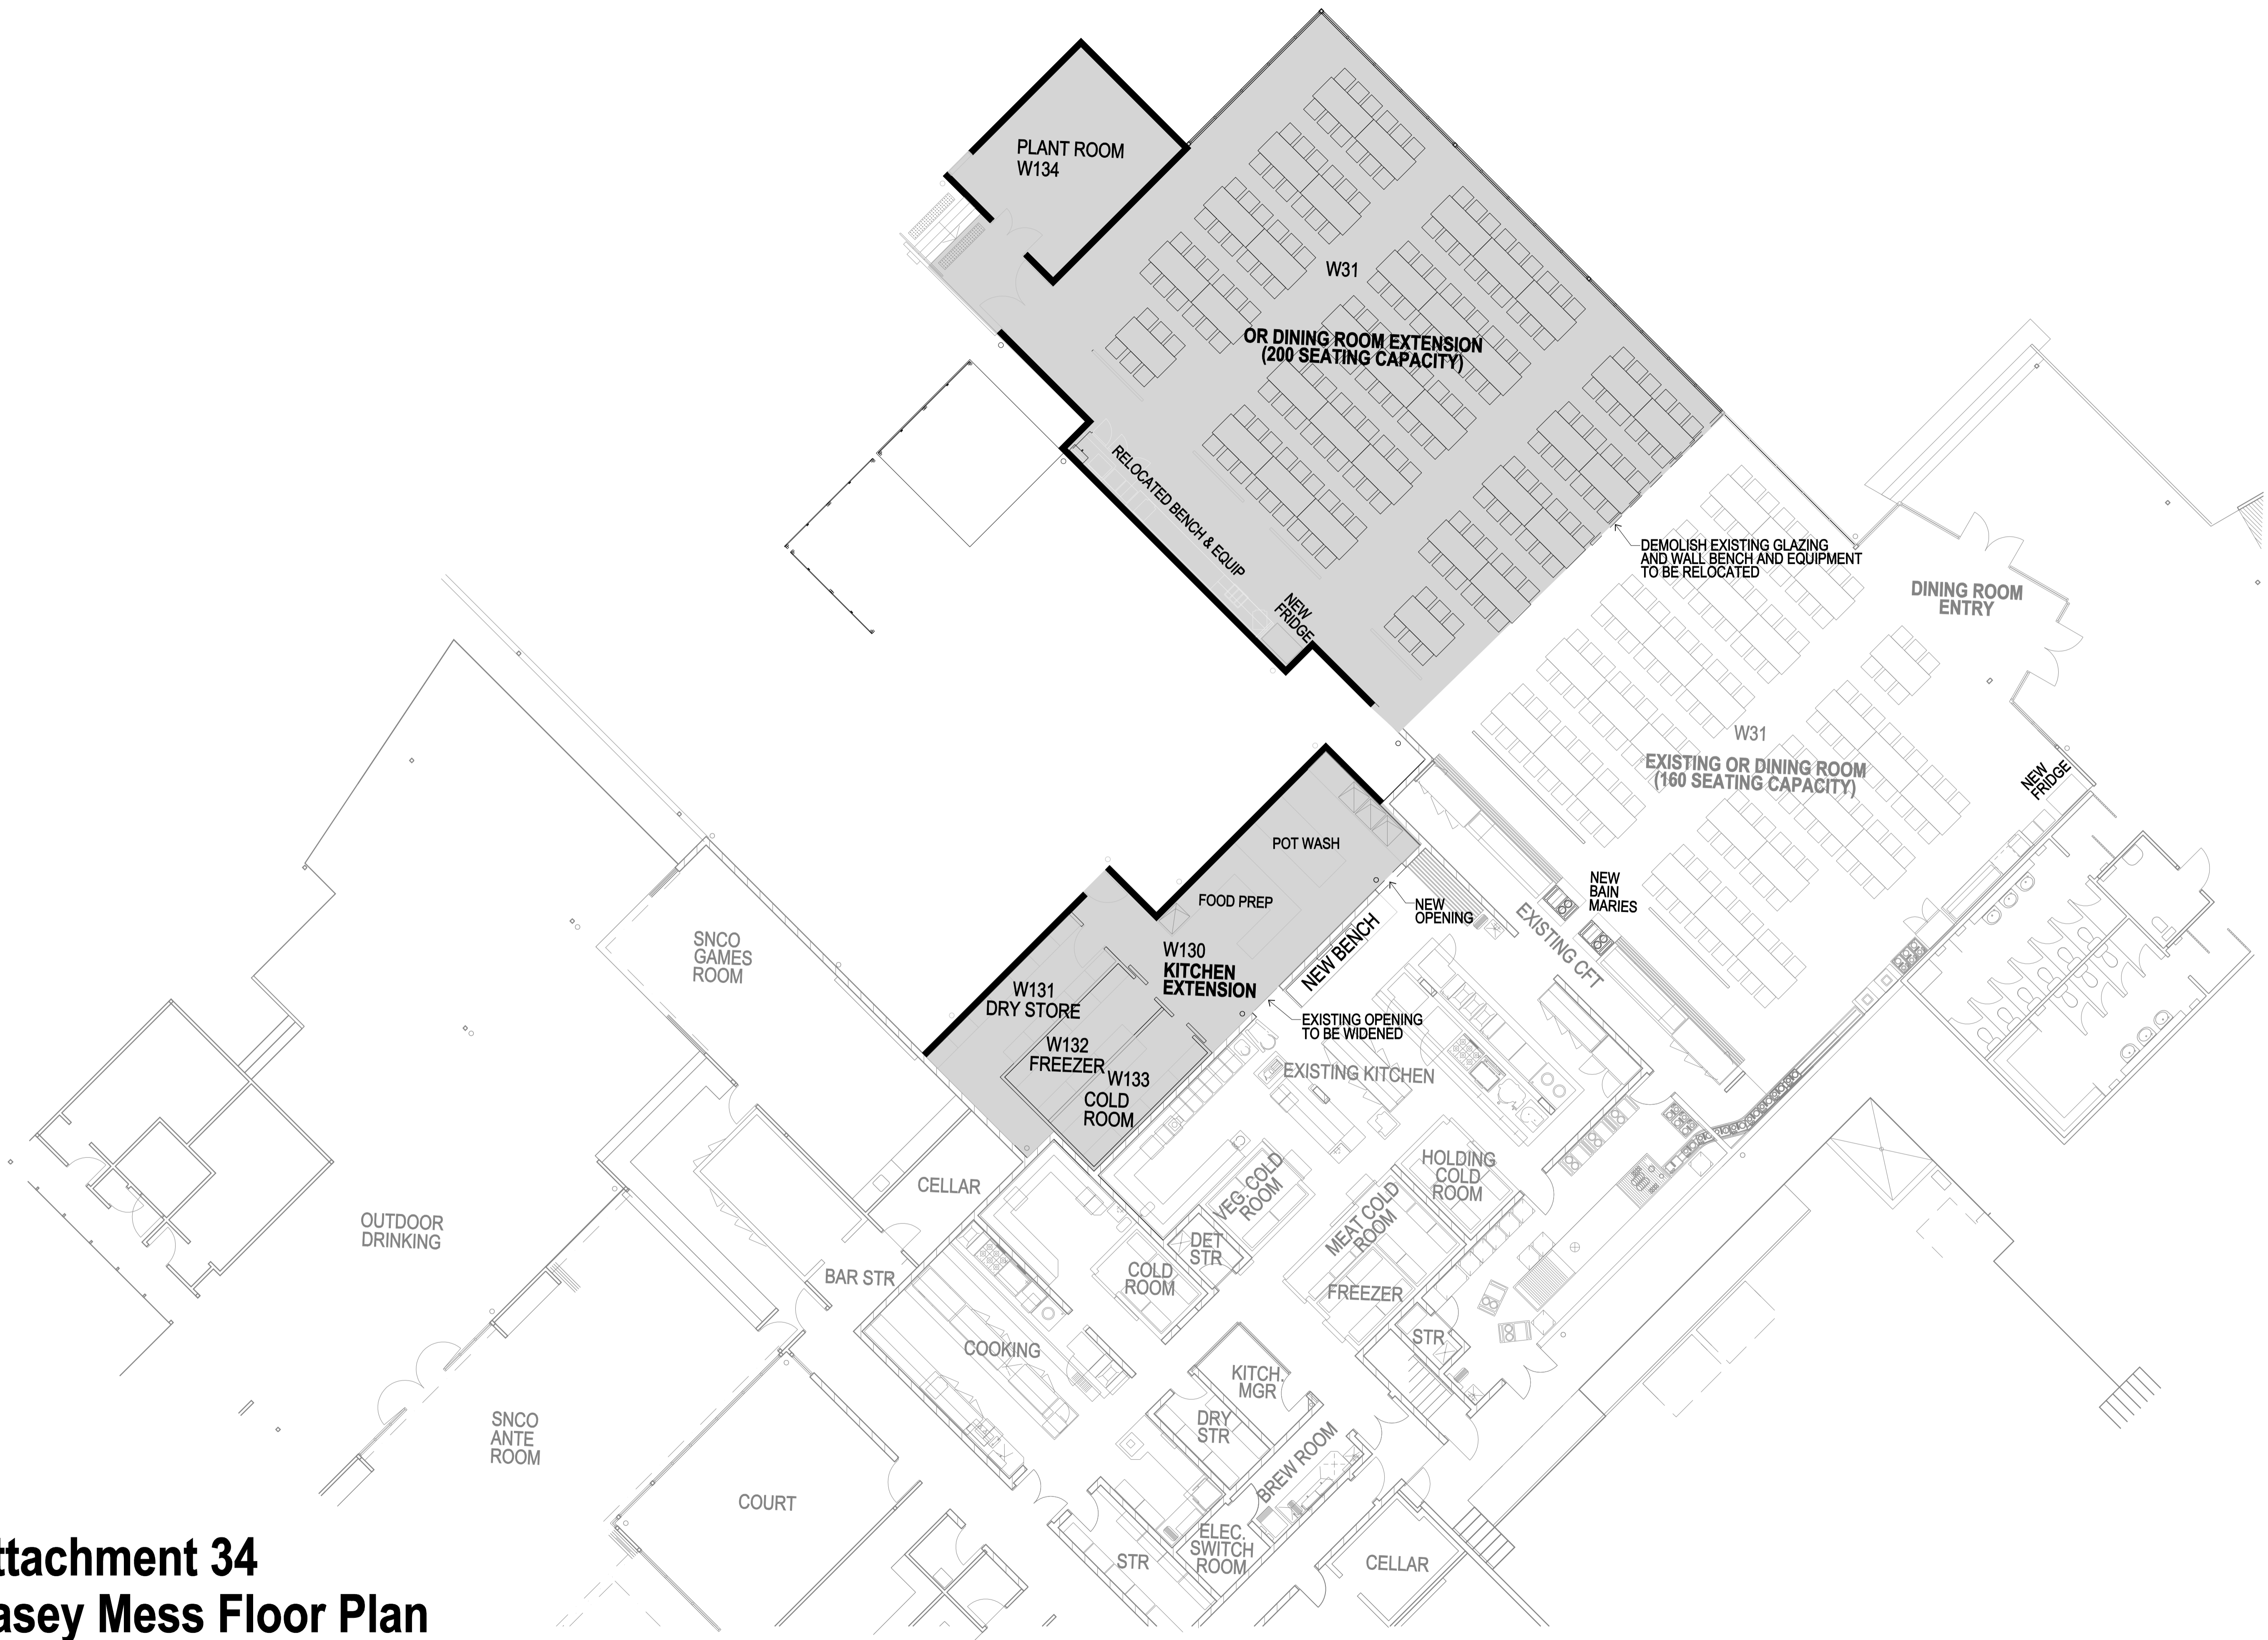 PLANT ROOM
W134
W31
OR DINING ROOM EXTENSION
(200 SEATING CAPACITY)
RELOCATED BENCH & EQUIP
NEW
FRIDGE
DEMOLISH EXISTING GLAZING
AND WALL BENCH AND EQUIPMENT
TO BE RELOCATED
DINING ROOM
ENTRY
W31
EXISTING OR DINING ROOM
(160 SEATING CAPACITY)
NEW
FRIDGE
POT WASH
FOOD PREP
NEW
OPENING
NEW
BAIN
MARIES
EXISTING CFT
NEW BENCH
W130
KITCHEN
EXTENSION
SNCO
GAMES
ROOM
W131
DRY STORE
EXISTING OPENING
TO BE WIDENED
W132
FREEZER
W133
COLD
ROOM
EXISTING KITCHEN
CELLAR
VEG. COLD
ROOM
HOLDING
COLD
ROOM
MEAT COLD
ROOM
OUTDOOR
DRINKING
DET
STR
BAR STR
COLD
ROOM
FREEZER
COOKING
STR
KITCH.
MGR
SNCO
ANTE
ROOM
DRY
STR
BREW ROOM
COURT
ELEC.
SWITCH
ROOM
STR
CELLAR
ttachment 34
asey Mess Floor Plan